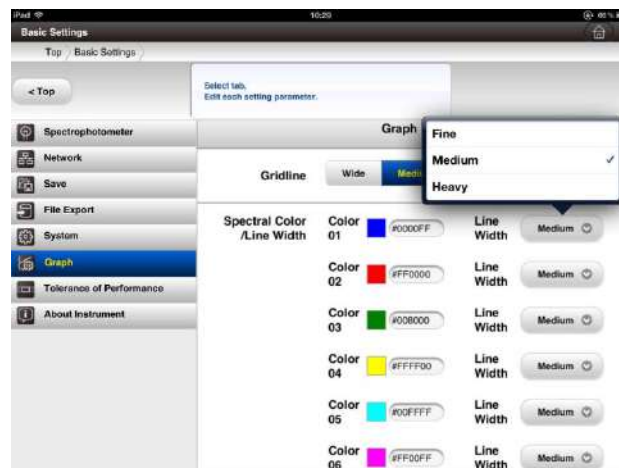 iPad
10:29
Basic Settings
Top
Basic Settings
< Top
Select tab.
Edit each setting parameter.
Spectrophotometer
Network
Save
File Export
System
Graph
Tolerance of Performance
About Instrument
Graph
Fine
Medium
Heavy
Gridline
Wide
Spectral Color
/Line Width
Color
01
#0000FF
Line
Width
Medium
Color
02
#FF0000
Line
Width
Medium
Color
03
#008000
Line
Width
Medium
Color
04
#FFFF00
Line
Width
Medium
Color
05
#00FFFF
Line
Width
Medium
Color
06
#FF00FF
Line
Width
Medium